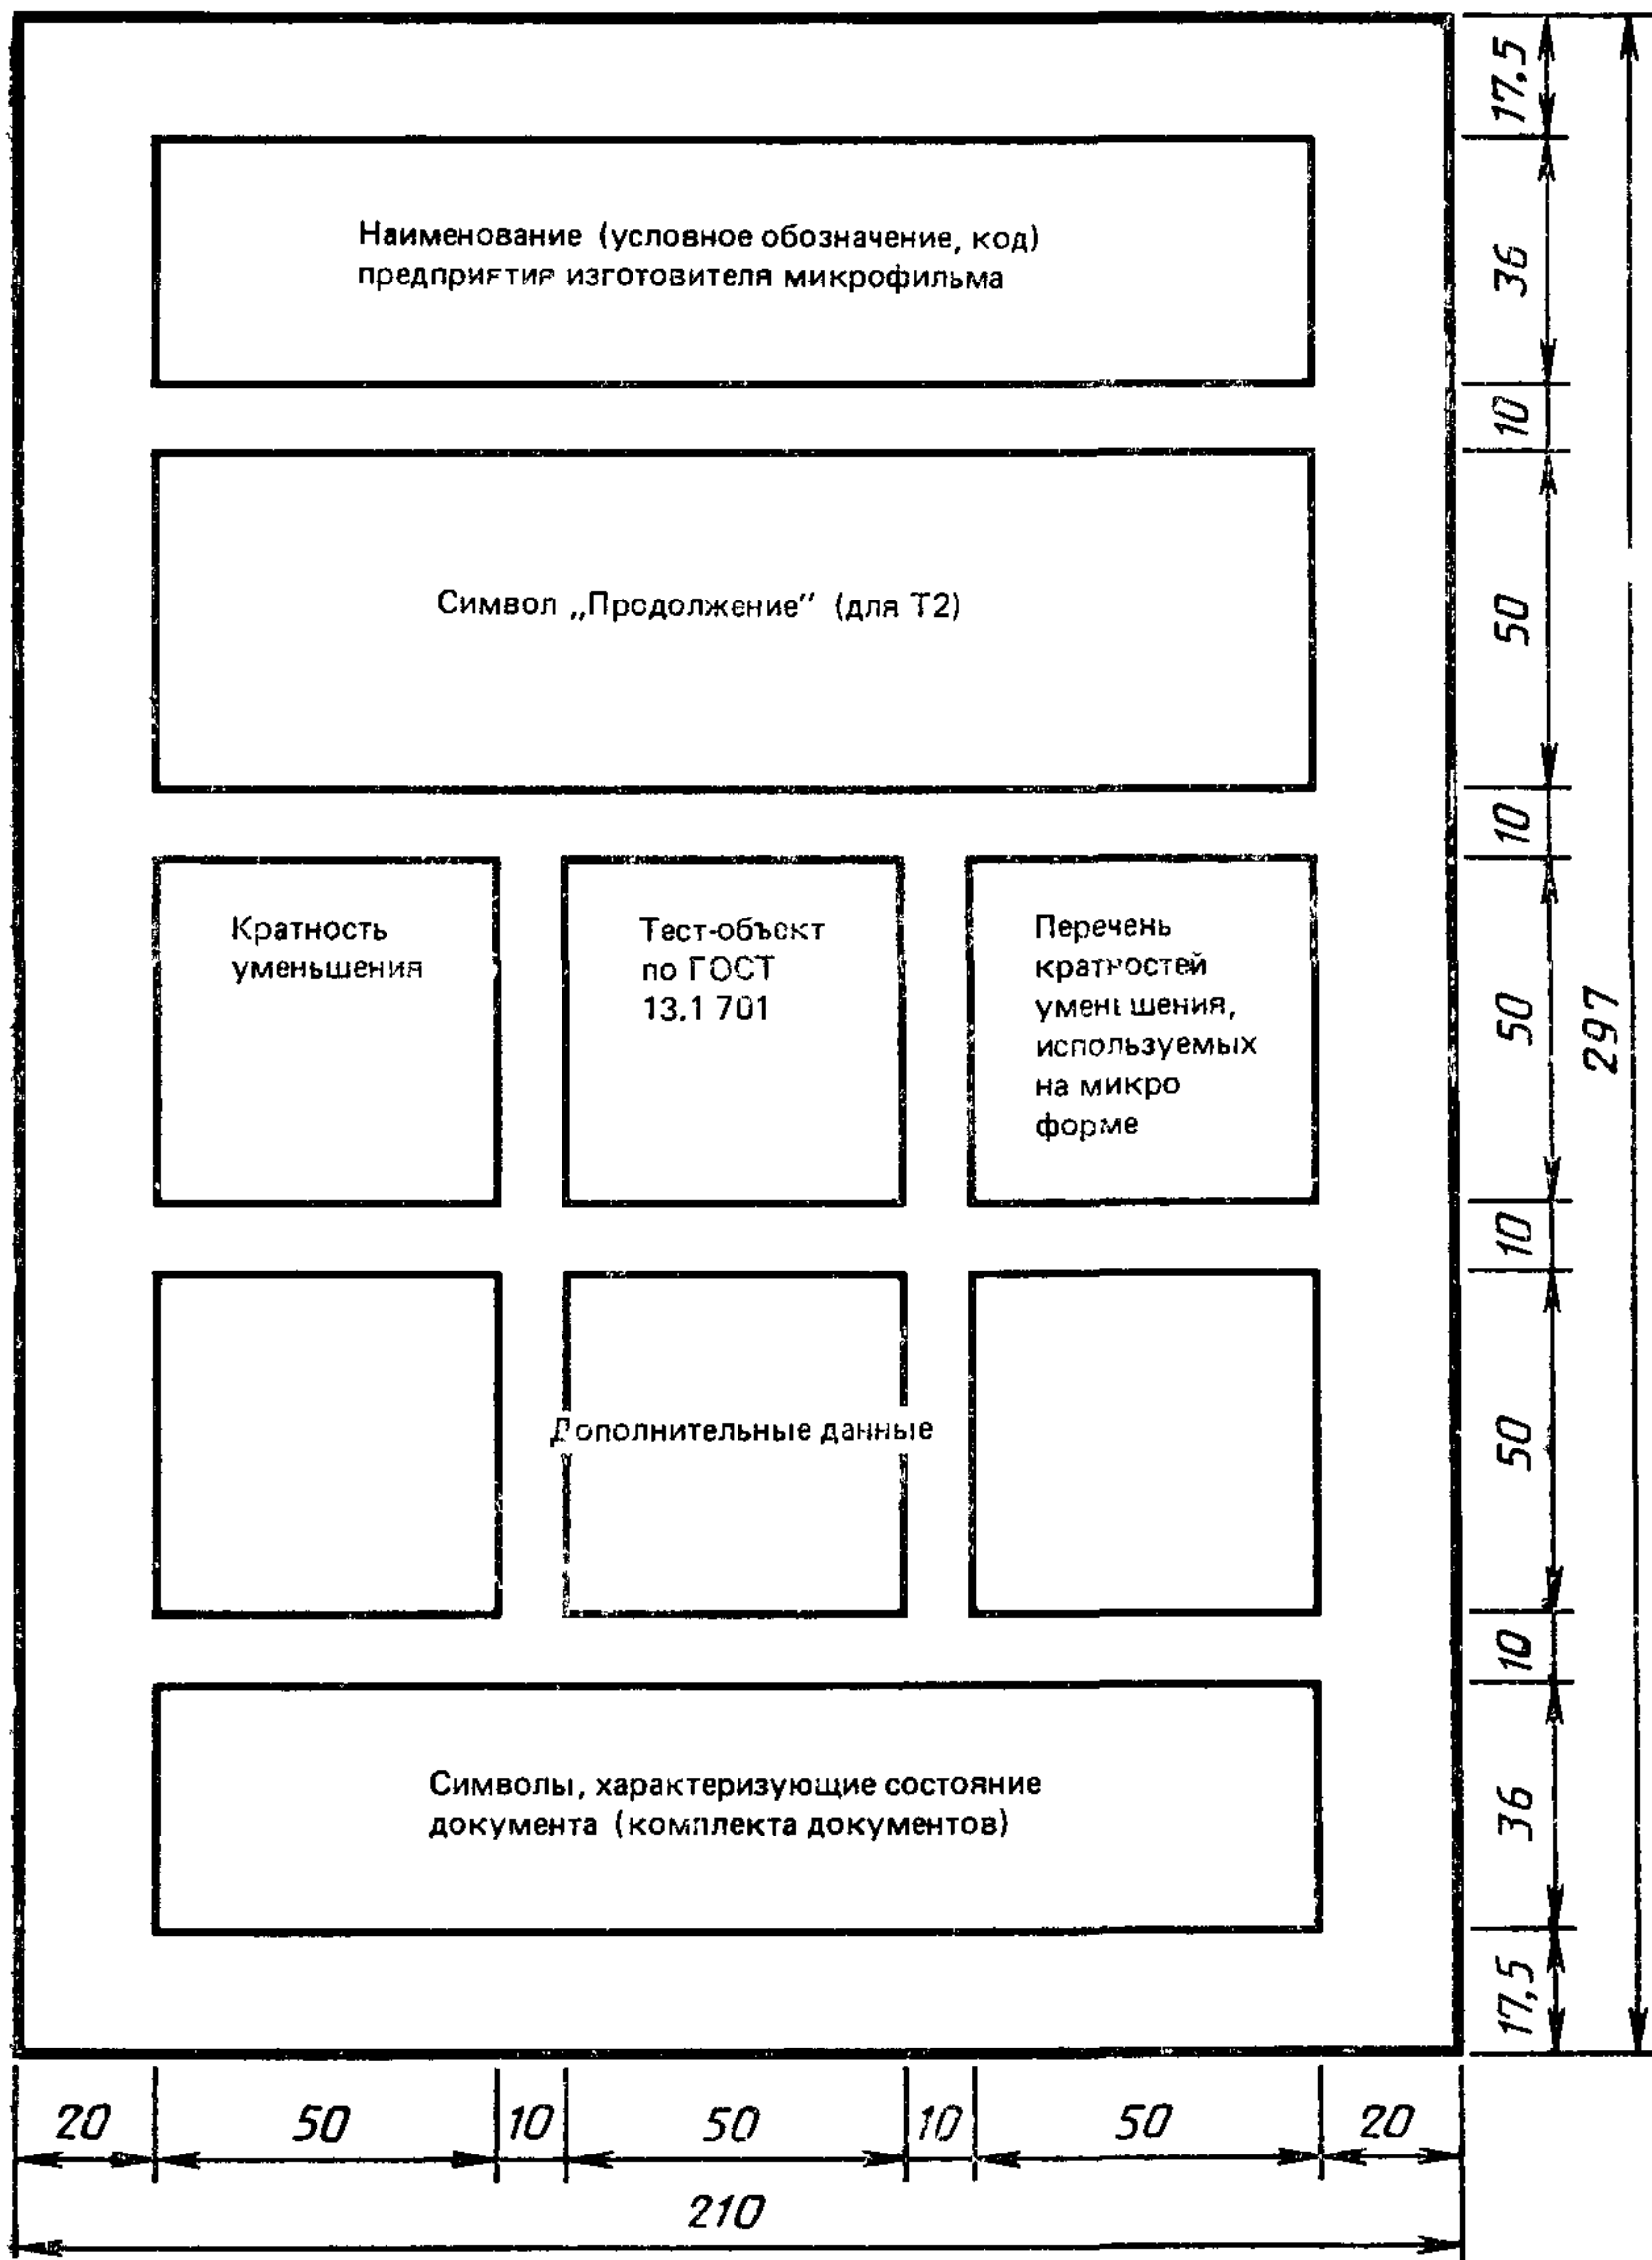 17,5
Наименование (условное обозначение, код)
предприятия изготовителя микрофильма
36
10
Символ „Продолжение" (для Т2)
50
10
Кратность
уменьшения
Тест-объект
по ГОСТ
13.1 701
Перечень
кратностей
уменьшения,
используемых
на микро
форме
50
297
10
Дополнительные данные
50
10
Символы, характеризующие состояние
документа (комплекта документов)
36
17,5
20 50 10 50 10 50 20
210